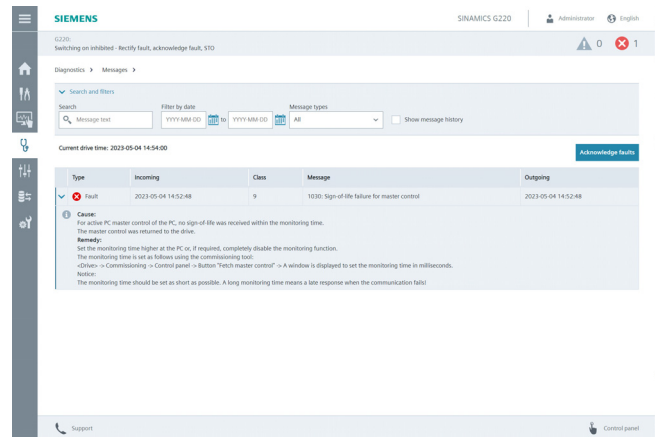 SIEMENS
SINAMICS G220
Administrator
English
G220:
Switching on inhibited - Rectify fault, acknowledge fault, STO
0
1
Diagnostics > Messages >
Search and filters
Search
Filter by date
Message types
Message text
YYYY-MM-DD to YYYY-MM-DD
All
Show message history
Current drive time: 2023-05-04 14:54:00
Acknowledge faults
Type Incoming Class Message Outgoing
Fault 2023-05-04 14:52:48 9 1030: Sign-of-life failure for master control 2023-05-04 14:52:48
Cause:
For active PC master control of the PC, no sign-of-life was received within the monitoring time.
The master control was returned to the drive.
Remedy:
Set the monitoring time higher at the PC or, if required, completely disable the monitoring function.
The monitoring time is set as follows using the commissioning tool:
<Drive> -> Commissioning -> Control panel -> Button "Fetch master control" -> A window is displayed to set the monitoring time in milliseconds.
Notice:
The monitoring time should be set as short as possible. A long monitoring time means a late response when the communication fails!
Support
Control panel